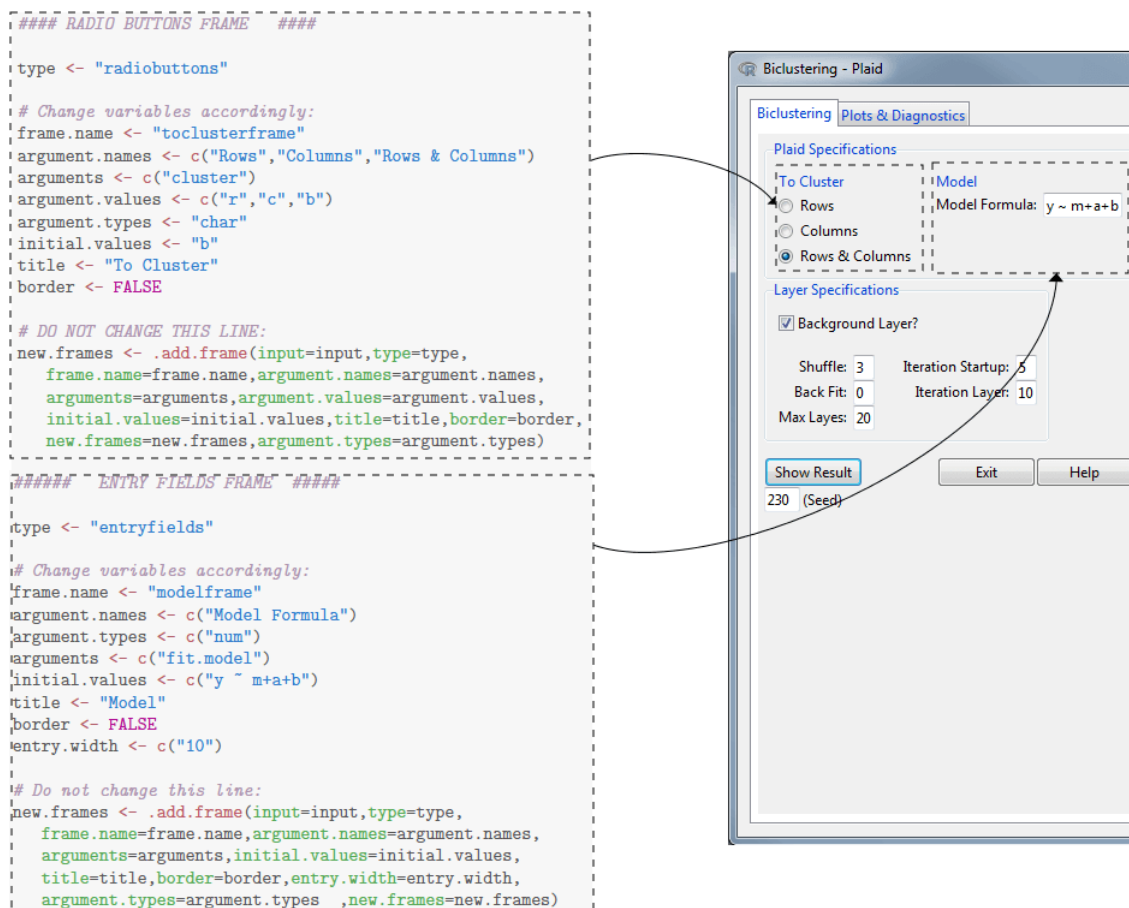 #### RADIO BUTTONS FRAME ####
type <- "radiobuttons"
# Change variables accordingly:
frame.name <- "toclusterframe"
argument.names <- c("Rows","Columns","Rows & Columns")
arguments <- c("cluster")
argument.values <- c("r","c","b")
argument.types <- "char"
initial.values <- "b"
title <- "To Cluster"
border <- FALSE
# DO NOT CHANGE THIS LINE:
new.frames <- .add.frame(input=input,type=type,
frame.name=frame.name,argument.names=argument.names,
arguments=arguments,argument.values=argument.values,
initial.values=initial.values,title=title,border=border,
new.frames=new.frames,argument.types=argument.types)
###### ENTRY FIELDS FRAME #####
type <- "entryfields"
# Change variables accordingly:
frame.name <- "modelframe"
argument.names <- c("Model Formula")
argument.types <- c("num")
arguments <- c("fit.model")
initial.values <- c("y ~ m+a+b")
title <- "Model"
border <- FALSE
entry.width <- c("10")
# Do not change this line:
new.frames <- .add.frame(input=input,type=type,
frame.name=frame.name,argument.names=argument.names,
arguments=arguments,initial.values=initial.values,
title=title,border=border,entry.width=entry.width,
argument.types=argument.types ,new.frames=new.frames)
Biclustering - Plaid
Biclustering Plots & Diagnostics
Plaid Specifications
To Cluster Model
Rows Model Formula: y ~ m+a+b
Columns
Rows & Columns
Layer Specifications
Background Layer?
Shuffle: 3 Iteration Startup: 5
Back Fit: 0 Iteration Layer: 10
Max Layes: 20
Show Result Exit Help
230 (Seed)